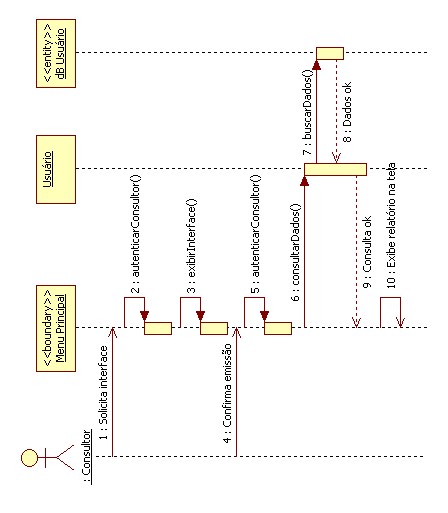 : Consultor
<<boundary>>
Menu Principal
Usuário
<<entity>>
dB Usuário
1 : Solicita interface
2 : autenticarConsultor()
3 : exibirInterface()
4 : Confirma emissão
5 : autenticarConsultor()
6 : consultarDados()
7 : buscarDados()
8 : Dados ok
9 : Consulta ok
10 : Exibe relatório na tela